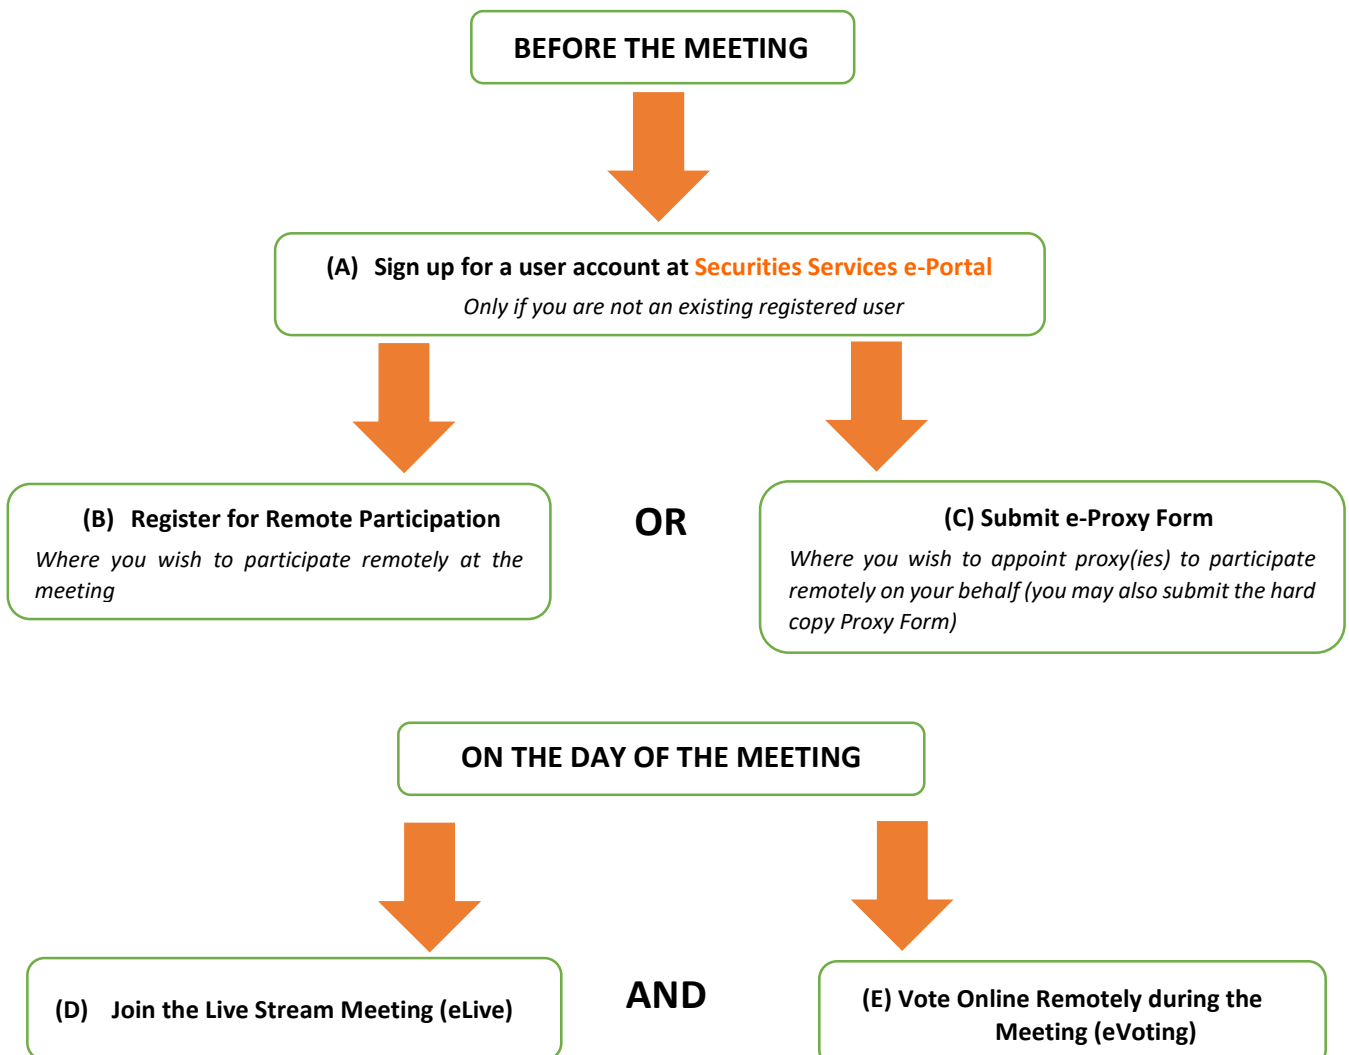 BEFORE THE MEETING
(A) Sign up for a user account at Securities Services e-Portal
Only if you are not an existing registered user
(B) Register for Remote Participation
Where you wish to participate remotely at the
meeting
OR
(C) Submit e-Proxy Form
Where you wish to appoint proxy(ies) to participate
remotely on your behalf (you may also submit the hard
copy Proxy Form)
ON THE DAY OF THE MEETING
(D) Join the Live Stream Meeting (eLive)
AND
(E) Vote Online Remotely during the
Meeting (eVoting)